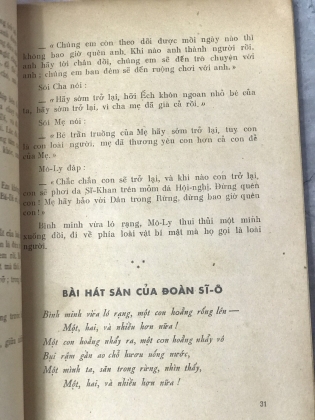 — « Chúng em còn theo dõi được mỗi ngày nào thì
không bao giờ quên anh. Khi nào anh thành người rồi,
anh hãy tới chân đồi, chúng em sẽ đến trò chuyện với
anh ; chúng em ban đêm sẽ đến ruộng chơi với anh. »
Sói Cha nói :
— « Hãy sớm trở lại, hỡi Ếch khôn ngoan nhỏ bé của
ta, hãy sớm trở lại, vì cha mẹ đã già cả rồi. »
Sói Mẹ nói :
— « Bé trần truồng của Mẹ hãy sớm trở lại, tuy con
là con loài người, mẹ đã thương yêu con hơn cả con đẻ
của Mẹ. »
Mô-Ly đáp :
— « Chắc chắn con sẽ trở lại, và khi nào con trở lại,
con sẽ phơi da Sĩ-Khan trên mỏm đá Hội-nghị. Đừng quên
con ! Mẹ hãy bảo với Dân trong Rừng, đừng bao giờ quên
con ! »
Bình minh vừa ló rạng, Mô-Ly thui thủi một mình
xuống đồi, đi về phía loài vật bí mật mà họ gọi là loài
người.
BÀI HÁT SĂN CỦA ĐOÀN SĨ-Ô
Bình minh vừa ló rạng, một con hoẵng rống lên —
Một, hai, và nhiều hơn nữa !
Một con hoẵng nhảy ra, một con hoẵng nhảy vô
Bụi rậm gần ao chỗ hươu uống nước,
Một mình ta, săn trong rừng, nhìn thấy,
Một, hai, và nhiều hơn nữa !
31